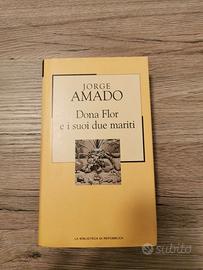 JORGE
AMADO
Dona Flor
e i suoi due mariti
LA BIBLIOTECA DI REPUBBLICA
subito